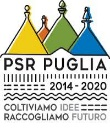 PSR PUGLIA
2014-2020
COLTIVIAMO IDEE
RACCOGLIAMO FUTURO